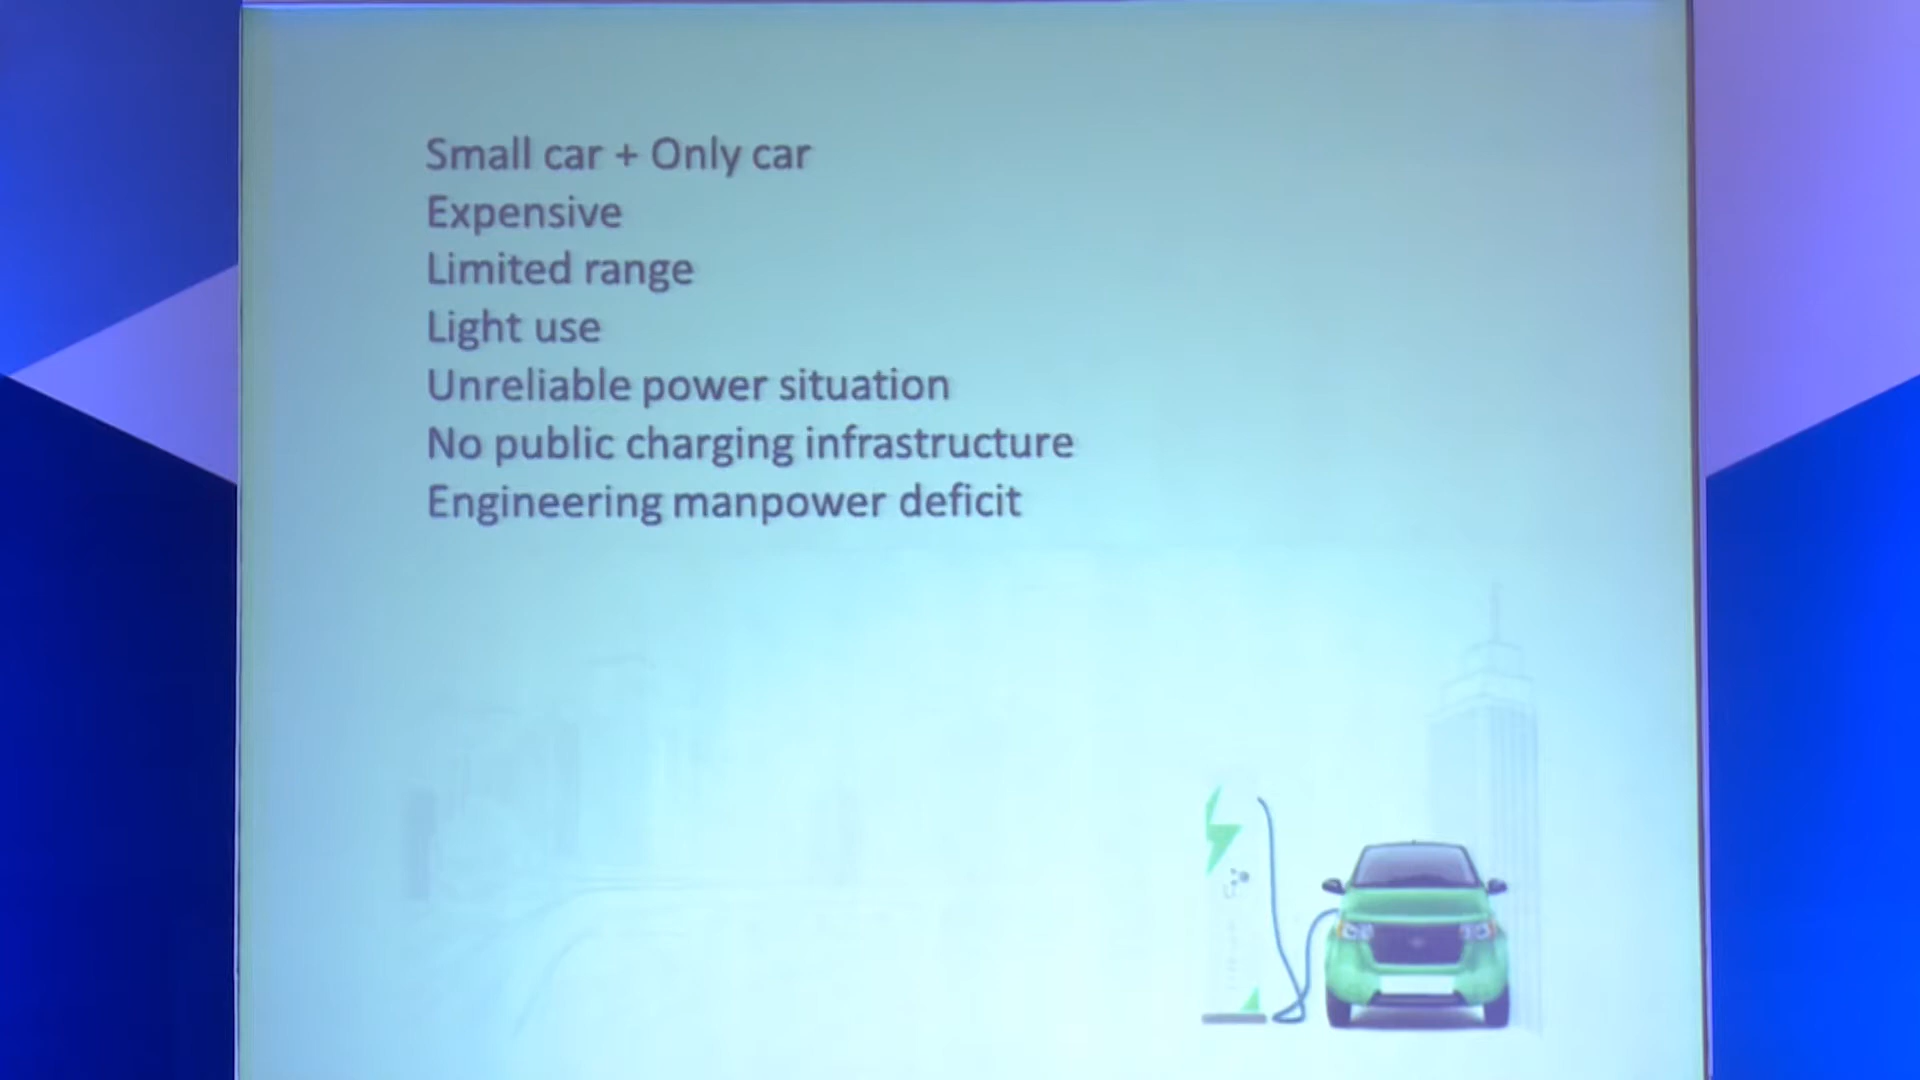 Small car + Only car
Expensive
Limited range
Light use
Unreliable power situation
No public charging infrastructure
Engineering manpower deficit